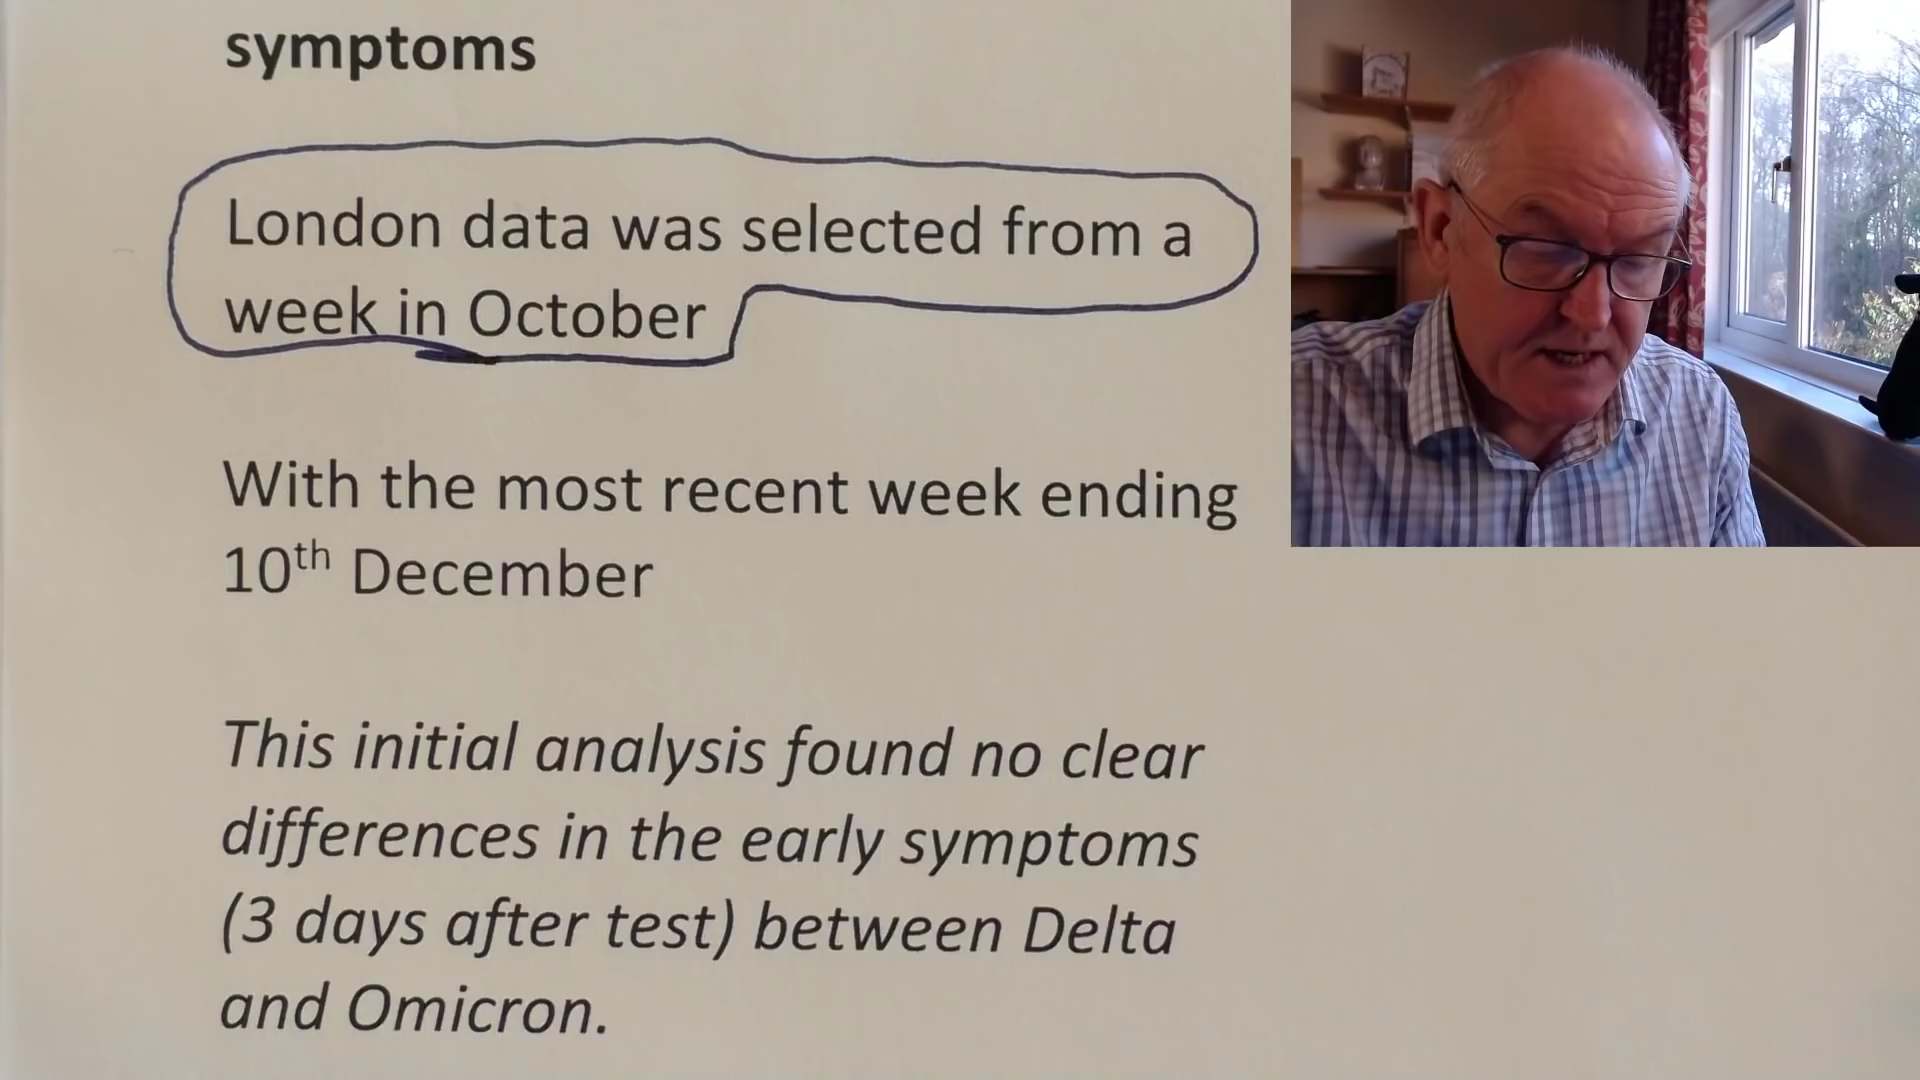 symptoms
London data was selected from a
week in October
With the most recent week ending
10th December
This initial analysis found no clear
differences in the early symptoms
(3 days after test) between Delta
and Omicron.